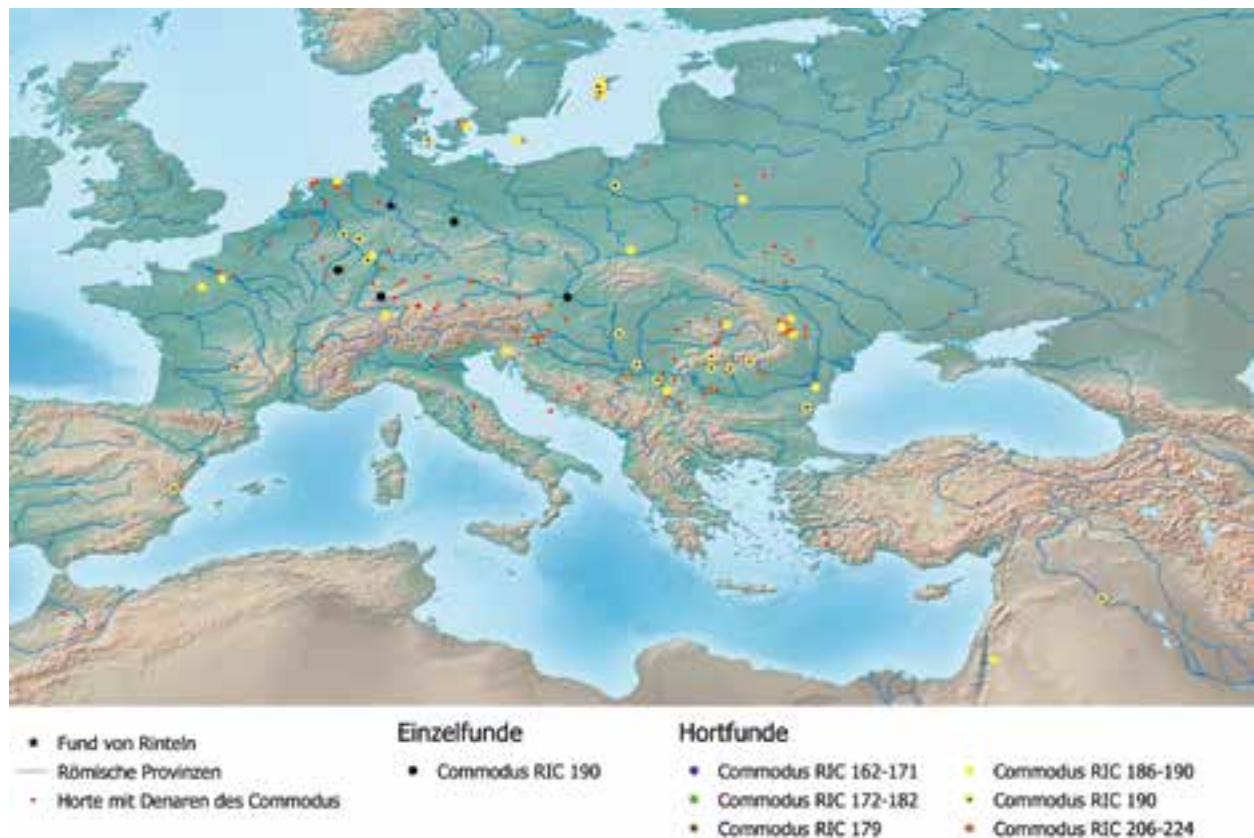 Fund von Rinteln
Römische Provinzen
Horte mit Denaren des Commodus
Einzelfunde
Commodus RIC 190
Hortfunde
Commodus RIC 162-171
Commodus RIC 172-182
Commodus RIC 179
Commodus RIC 186-190
Commodus RIC 190
Commodus RIC 206-224